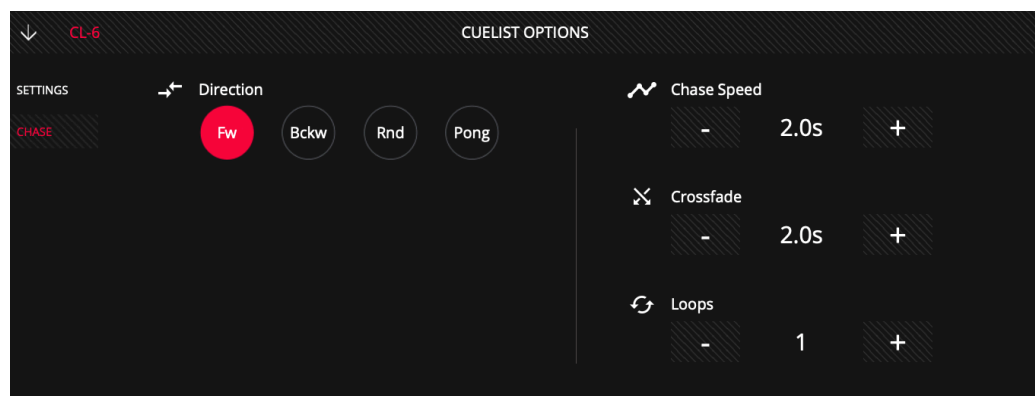 CL-6
CUELIST OPTIONS
SETTINGS
CHASE
Direction
Fw
Bckw
Rnd
Pong
Chase Speed
- 2.0s +
Crossfade
- 2.0s +
Loops
- 1 +